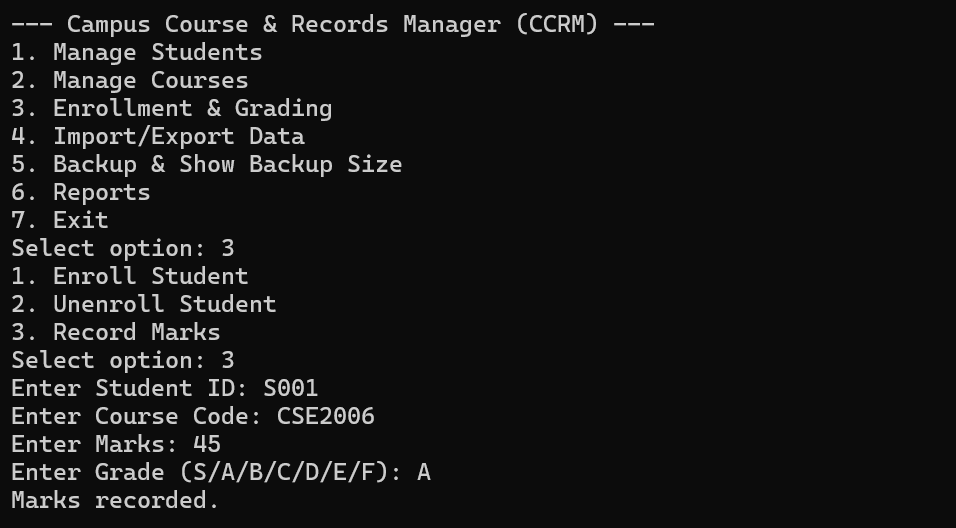 --- Campus Course & Records Manager (CCRM) ---
1. Manage Students
2. Manage Courses
3. Enrollment & Grading
4. Import/Export Data
5. Backup & Show Backup Size
6. Reports
7. Exit
Select option: 3
1. Enroll Student
2. Unenroll Student
3. Record Marks
Select option: 3
Enter Student ID: S001
Enter Course Code: CSE2006
Enter Marks: 45
Enter Grade (S/A/B/C/D/E/F): A
Marks recorded.